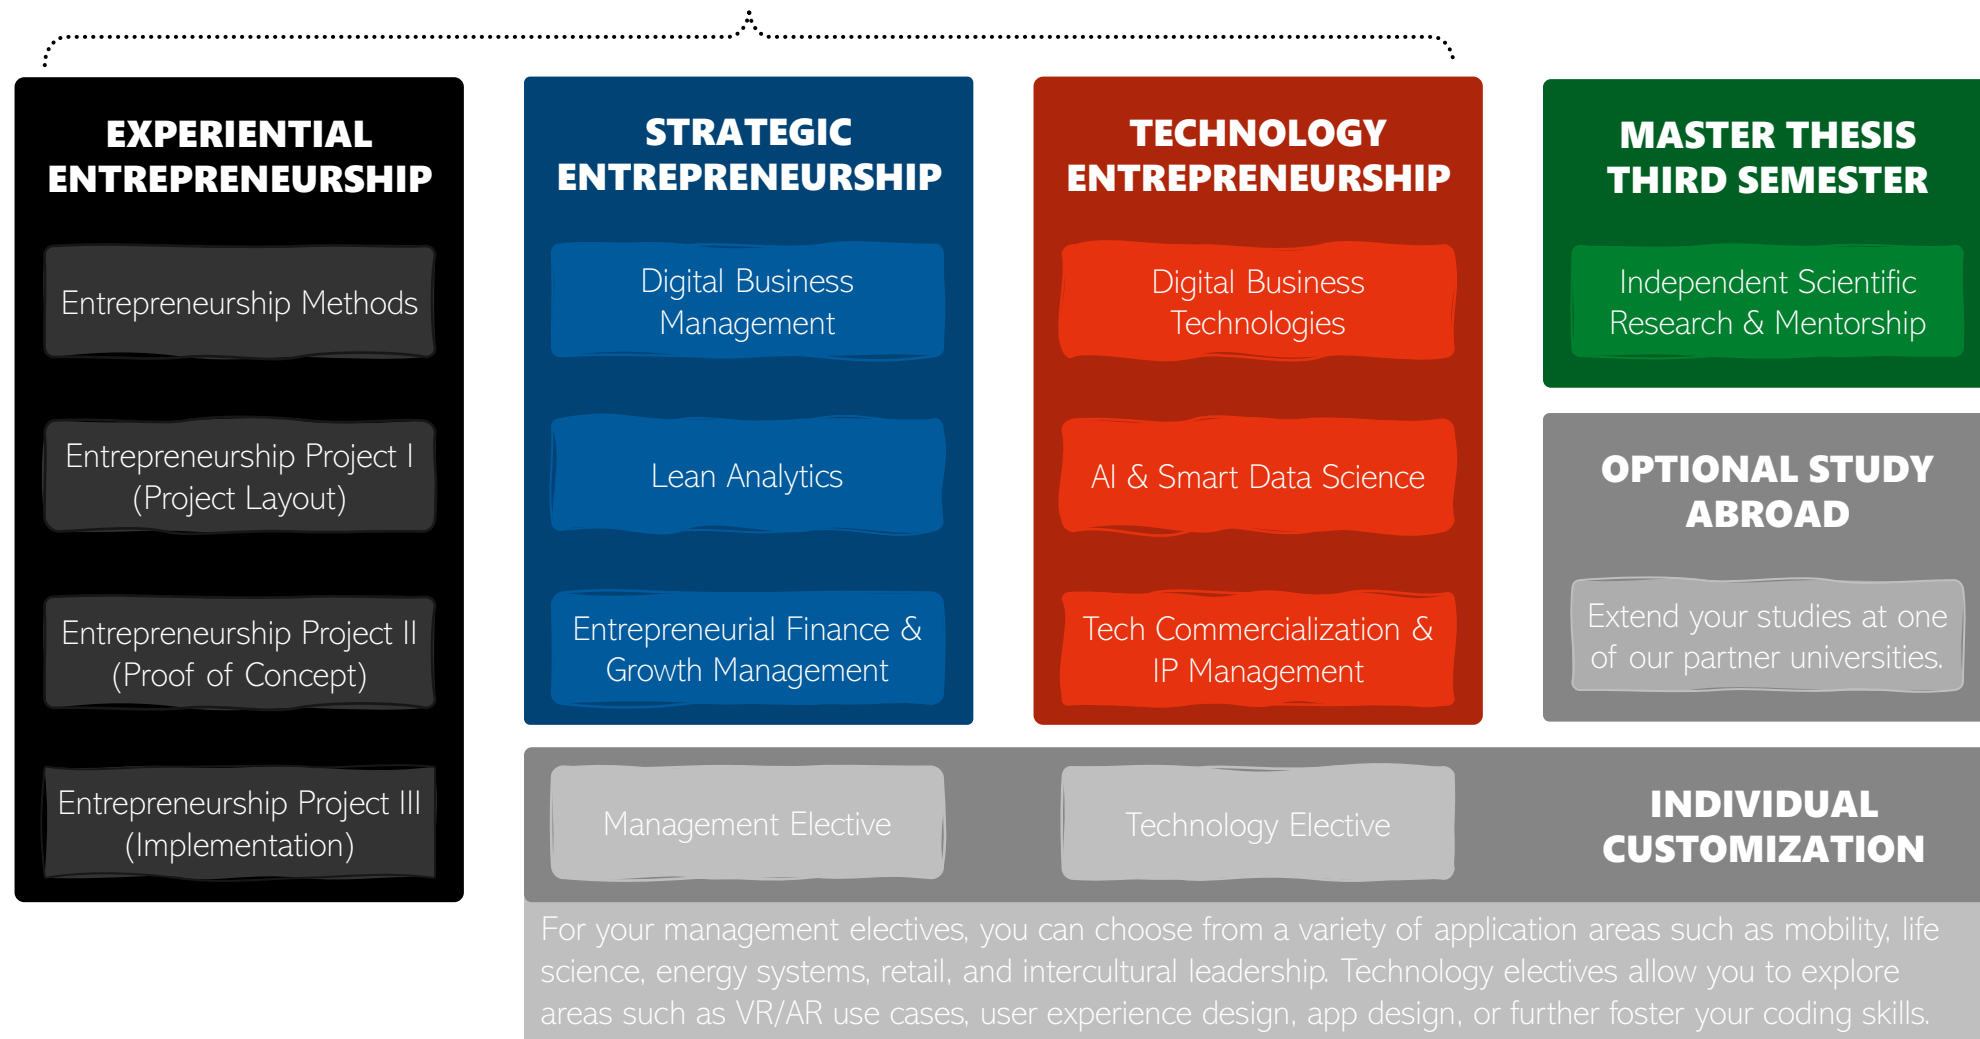 EXPERIENTIAL
ENTREPRENEURSHIP
Entrepreneurship Methods
Entrepreneurship Project I
(Project Layout)
Entrepreneurship Project II
(Proof of Concept)
Entrepreneurship Project III
(Implementation)
STRATEGIC
ENTREPRENEURSHIP
Digital Business
Management
Lean Analytics
Entrepreneurial Finance &
Growth Management
TECHNOLOGY
ENTREPRENEURSHIP
Digital Business
Technologies
AI & Smart Data Science
Tech Commercialization &
IP Management
MASTER THESIS
THIRD SEMESTER
Independent Scientific
Research & Mentorship
OPTIONAL STUDY
ABROAD
Extend your studies at one
of our partner universities.
Management Elective
Technology Elective
INDIVIDUAL
CUSTOMIZATION
For your management electives, you can choose from a variety of application areas such as mobility, life
science, energy systems, retail, and intercultural leadership. Technology electives allow you to explore
areas such as VR/AR use cases, user experience design, app design, or further foster your coding skills.